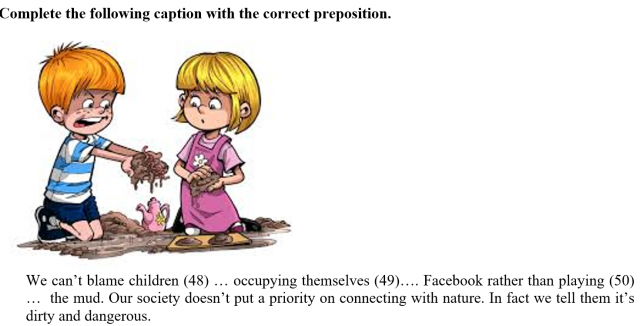 Complete the following caption with the correct preposition.
We can't blame children (48) … occupying themselves (49)…. Facebook rather than playing (50)
… the mud. Our society doesn't put a priority on connecting with nature. In fact we tell them it's
dirty and dangerous.